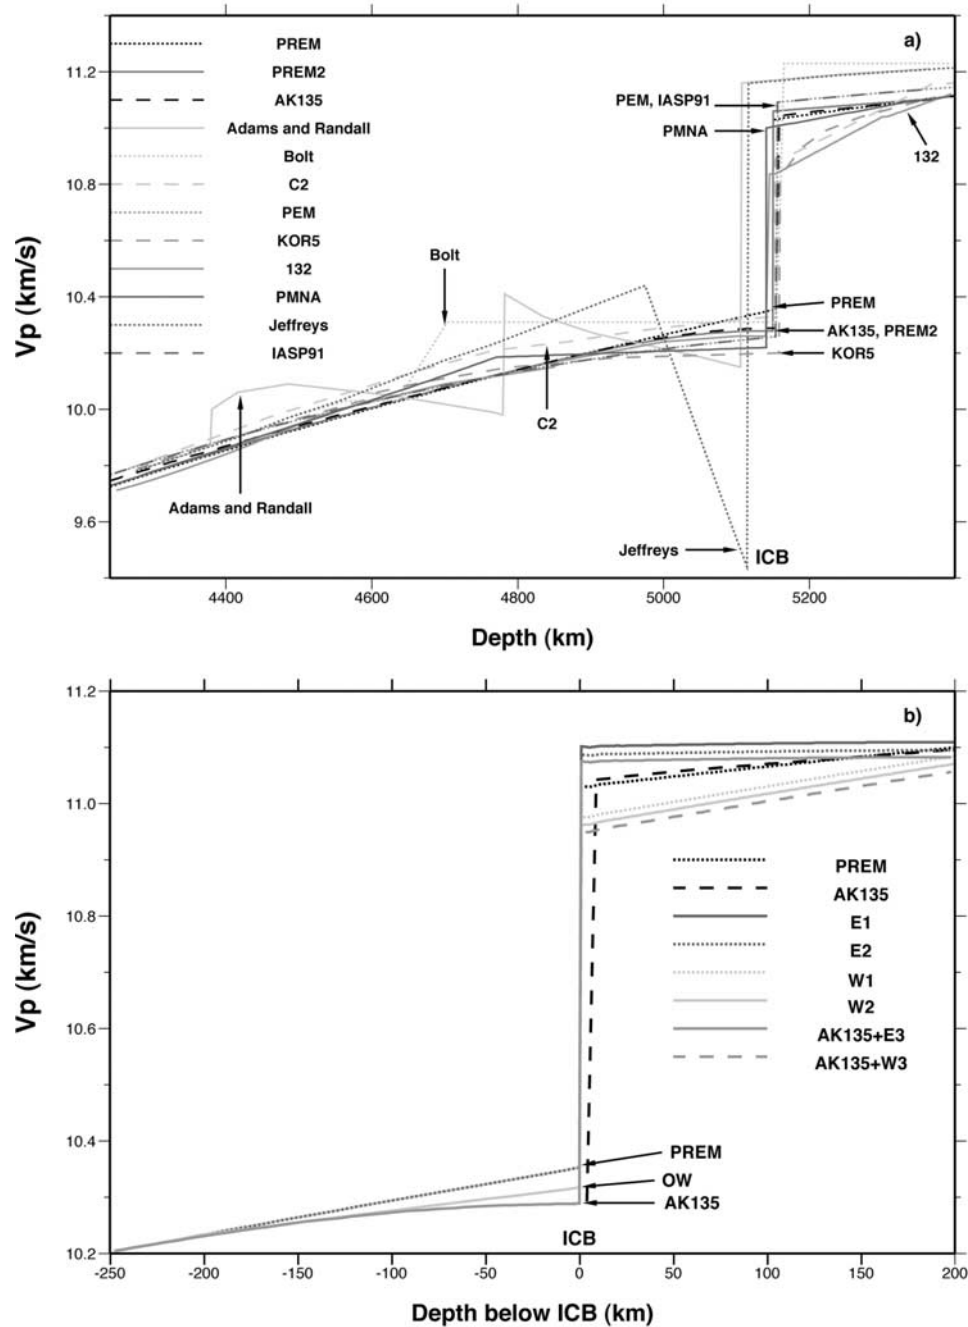 a)
PREM
PREM2
AK135
Adams and Randall
Bolt
C2
PEM
KOR5
132
PMNA
Jeffreys
IASP91
PEM, IASP91
PMNA
132
Bolt
PREM
AK135, PREM2
KOR5
C2
Adams and Randall
Jeffreys
ICB
11.2
10.8
10.4
10.0
9.6
Vp (km/s)
4400 4600 4800 5000 5200
Depth (km)
b)
11.2
11.0
10.8
10.6
10.4
10.2
Vp (km/s)
PREM
AK135
E1
E2
W1
W2
AK135+E3
AK135+W3
PREM
OW
AK135
ICB
-250 -200 -150 -100 -50 0 50 100 150 200
Depth below ICB (km)